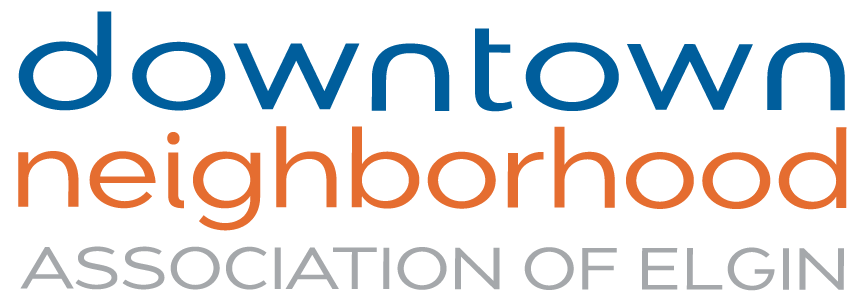 downtown
neighborhood
ASSOCIATION OF ELGIN